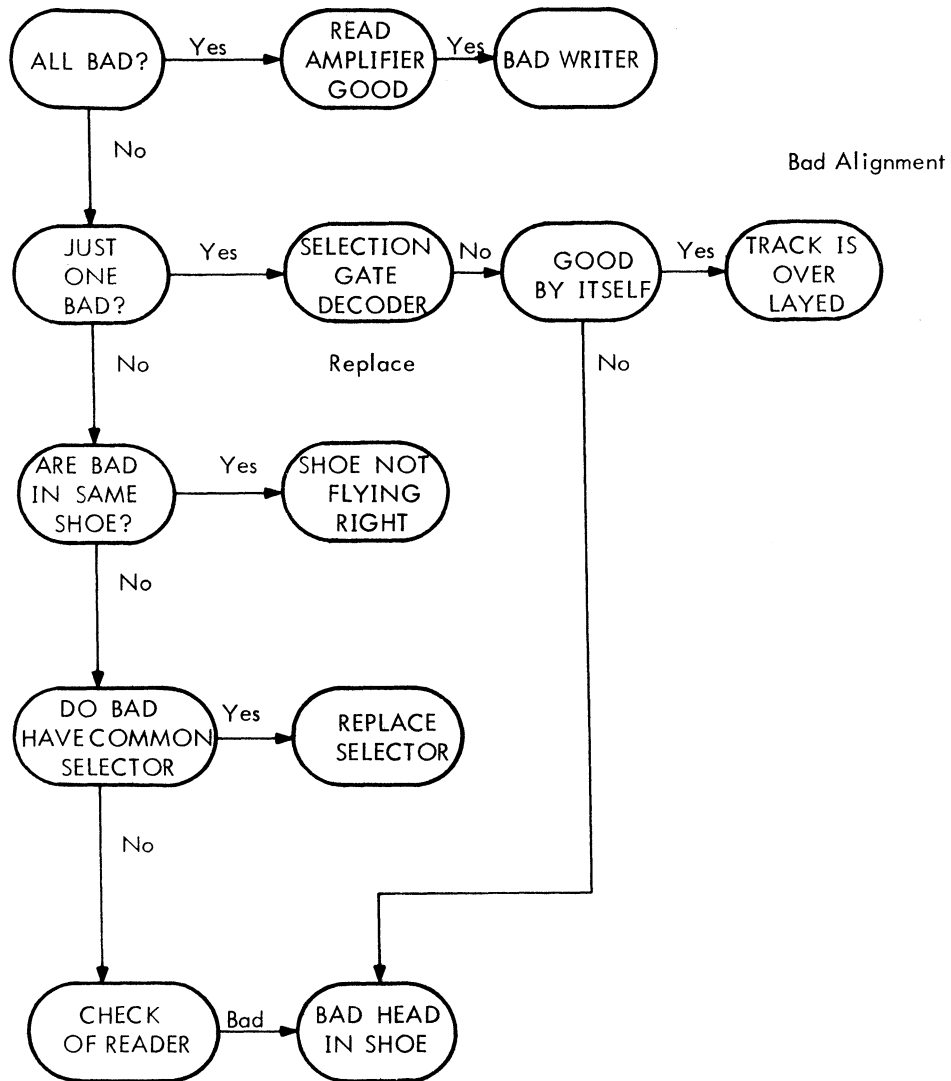 ALL BAD?
Yes
READ
AMPLIFIER
GOOD
Yes
BAD WRITER
No
Bad Alignment
JUST
ONE
BAD?
Yes
SELECTION
GATE
DECODER
No
GOOD
BY ITSELF
Yes
TRACK IS
OVER
LAYED
No
Replace
No
ARE BAD
IN SAME
SHOE?
Yes
SHOE NOT
FLYING
RIGHT
No
DO BAD
HAVE COMMON
SELECTOR
Yes
REPLACE
SELECTOR
No
CHECK
OF READER
Bad
BAD HEAD
IN SHOE